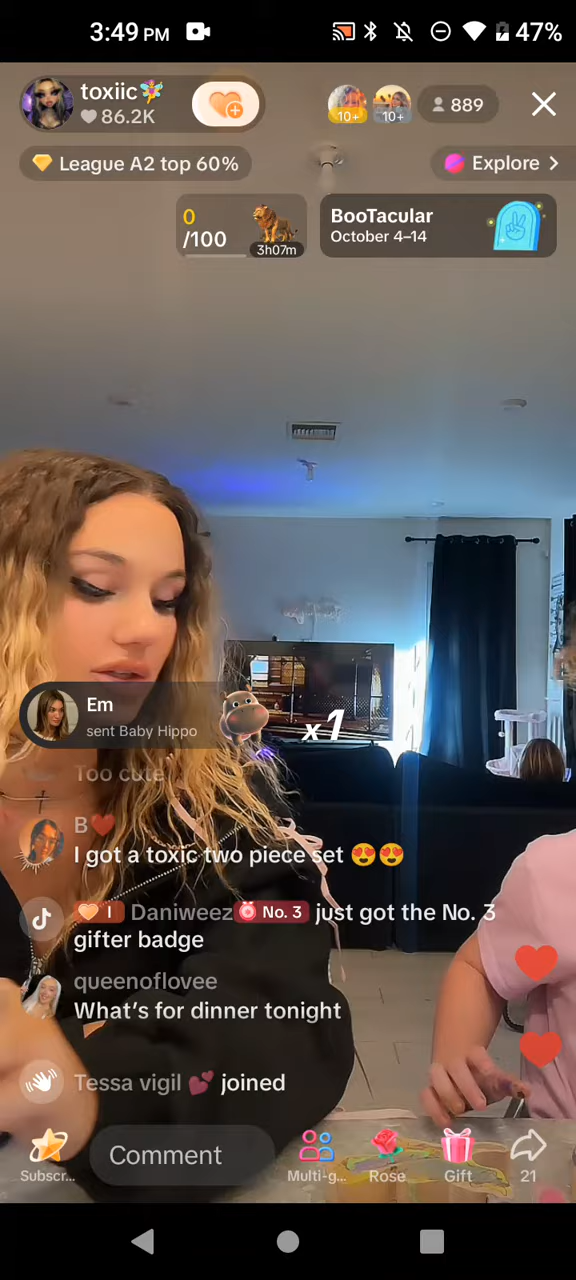 3:49 PM
47%
toxiic🧚
86.2K
10+
10+
889
League A2 top 60%
Explore >
0
/100
3h07m
BooTacular
October 4–14
Em
sent Baby Hippo
x1
Too cute
B❤️
I got a toxic two piece set 😍😍
I Daniweez No. 3 just got the No. 3
gifter badge
queenoflovee
What's for dinner tonight
Tessa vigil 💕 joined
Subscr...
Comment
Multi-g...
Rose
Gift
21